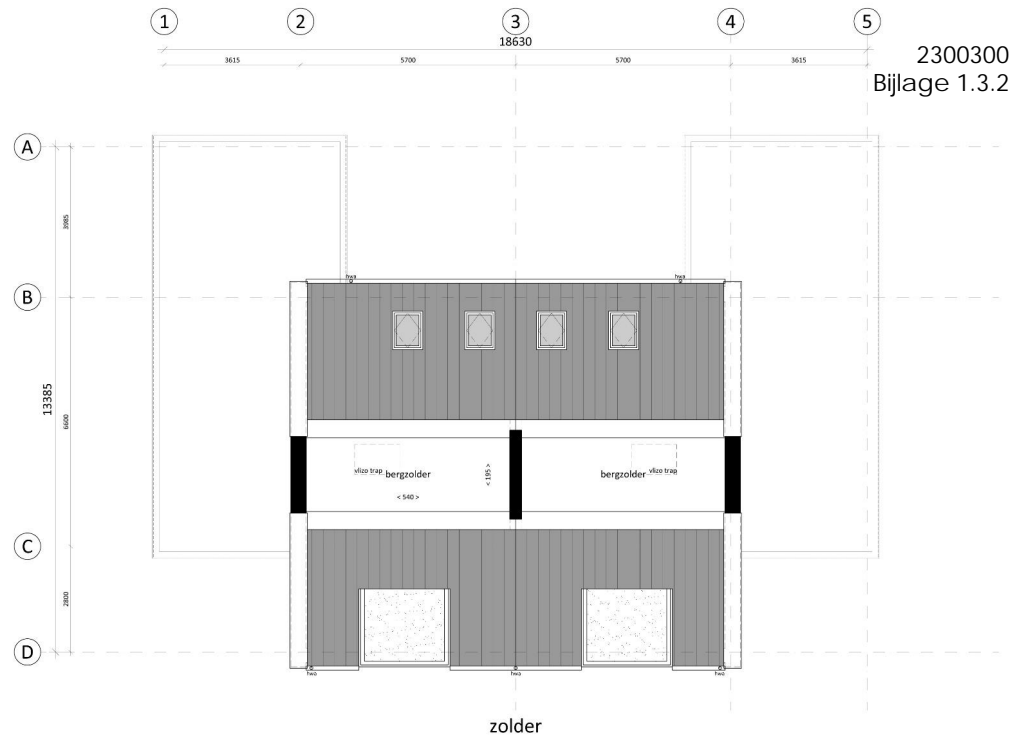 1 2 3 4 5
18630
3615 5700 5700 3615
2300300
Bijlage 1.3.2
A
3985
hwa hwa
B
13385
6600
vlizo trap bergzolder < 195 > bergzolder vlizo trap
< 540 >
C
2800
D
hwa hwa hwa
zolder